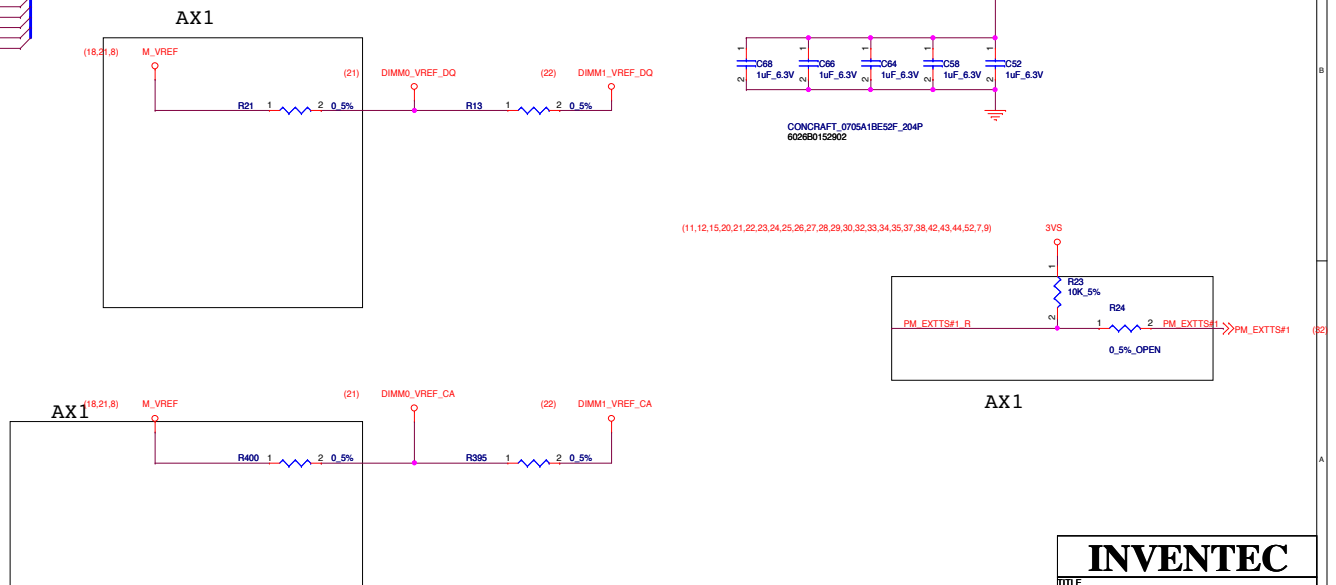 AX1
(18,21,8) M_VREF
(21) DIMM0_VREF_DQ
(22) DIMM1_VREF_DQ
R21 1 2 0_5%
R13 1 2 0_5%
1 C68 1uF_6.3V 2
1 C66 1uF_6.3V 2
1 C64 1uF_6.3V 2
1 C58 1uF_6.3V 2
1 C52 1uF_6.3V 2
CONCRAFT_0705A1BE52F_204P
6026B0152902
B
(11,12,15,20,21,22,23,24,25,26,27,28,29,30,32,33,34,35,37,38,42,43,44,52,7,9)
3VS
1
R23
10K_5%
2
R24
PM_EXTTS#1_R
1 2
PM_EXTTS#1
PM_EXTTS#1
(32)
0_5%_OPEN
AX1
AX1
(18,21,8) M_VREF
(21) DIMM0_VREF_CA
(22) DIMM1_VREF_CA
R400 1 2 0_5%
R395 1 2 0_5%
A
INVENTEC
TITLE